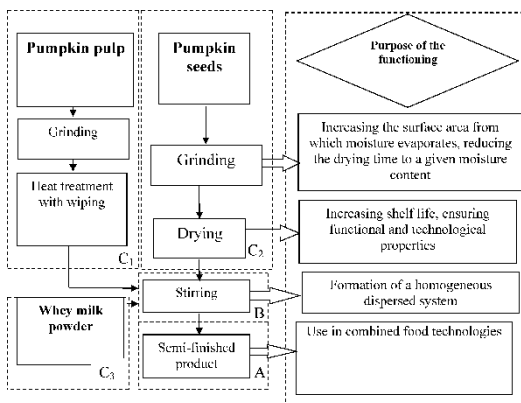 Pumpkin pulp
Grinding
Heat treatment
with wiping
C1
Pumpkin
seeds
Grinding
Drying
C2
Whey milk
powder
C3
Stirring
B
Semi-finished
product
A
Purpose of the
functioning
Increasing the surface area from
which moisture evaporates, reducing
the drying time to a given moisture
content
Increasing shelf life, ensuring
functional and technological
properties
Formation of a homogeneous
dispersed system
Use in combined food technologies